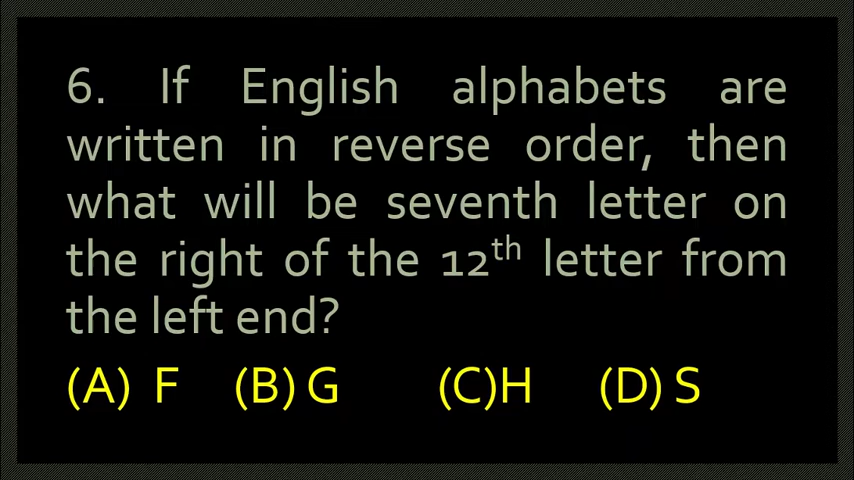 6. If English alphabets are
written in reverse order, then
what will be seventh letter on
the right of the 12th letter from
the left end?
(A) F (B) G (C)H (D) S